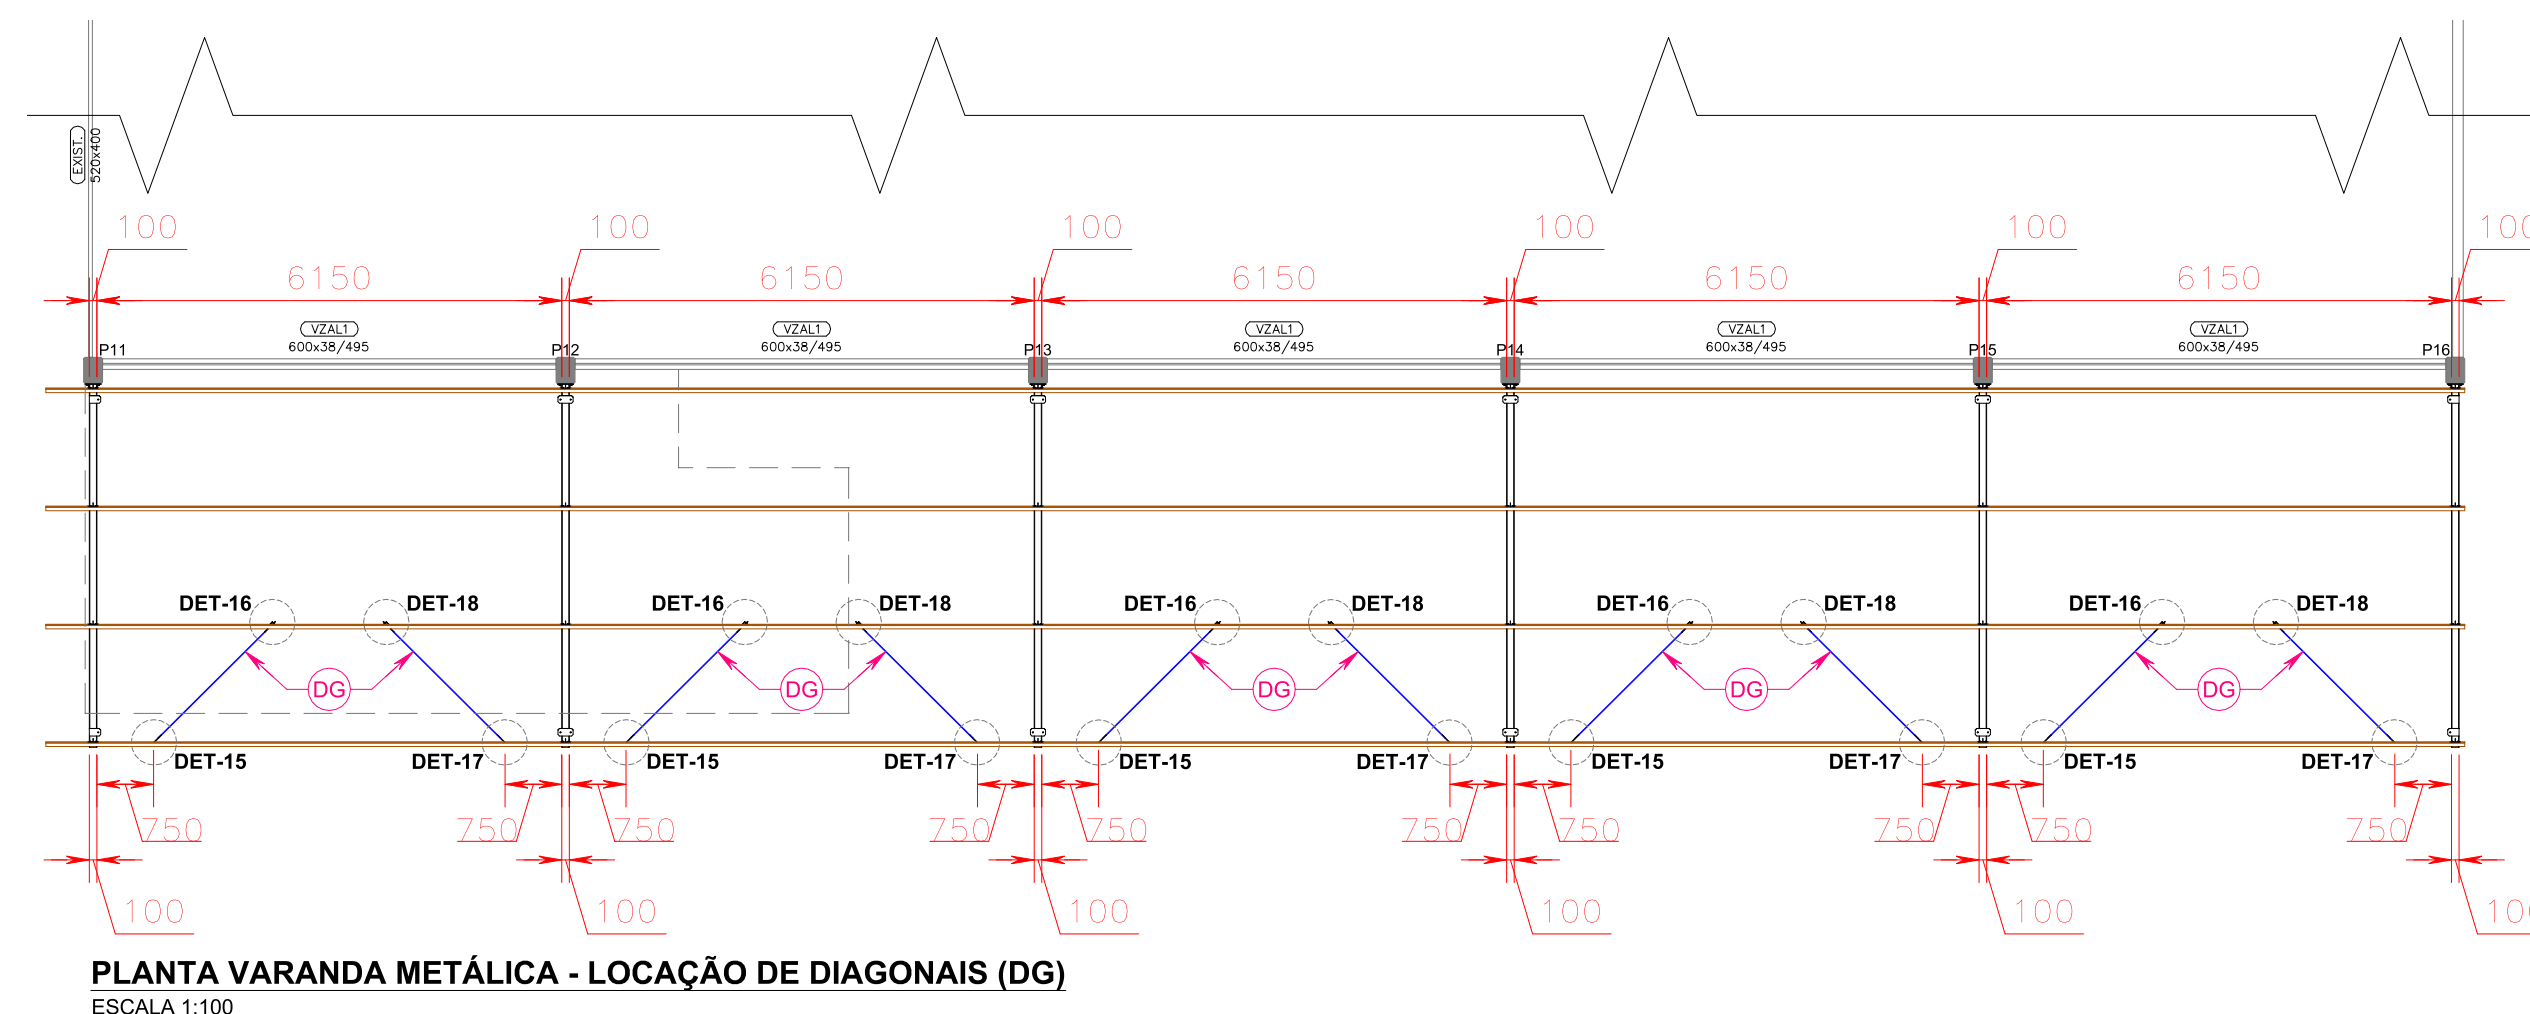 EXIST.
520x400
100 100 100 100 100
6150 6150 6150 6150 6150
VZAL1 VZAL1 VZAL1 VZAL1 VZAL1
600x38/495 600x38/495 600x38/495 600x38/495 600x38/495
P11 P12 P13 P14 P15 P16
DET-16 DET-18 DET-16 DET-18 DET-16 DET-18 DET-16 DET-18 DET-16 DET-18
DG DG DG DG DG
DET-15 DET-17 DET-15 DET-17 DET-15 DET-17 DET-15 DET-17 DET-15 DET-17
750 750 750 750 750 750 750 750 750 750
100 100 100 100 100
PLANTA VARANDA METÁLICA - LOCAÇÃO DE DIAGONAIS (DG)
ESCALA 1:100